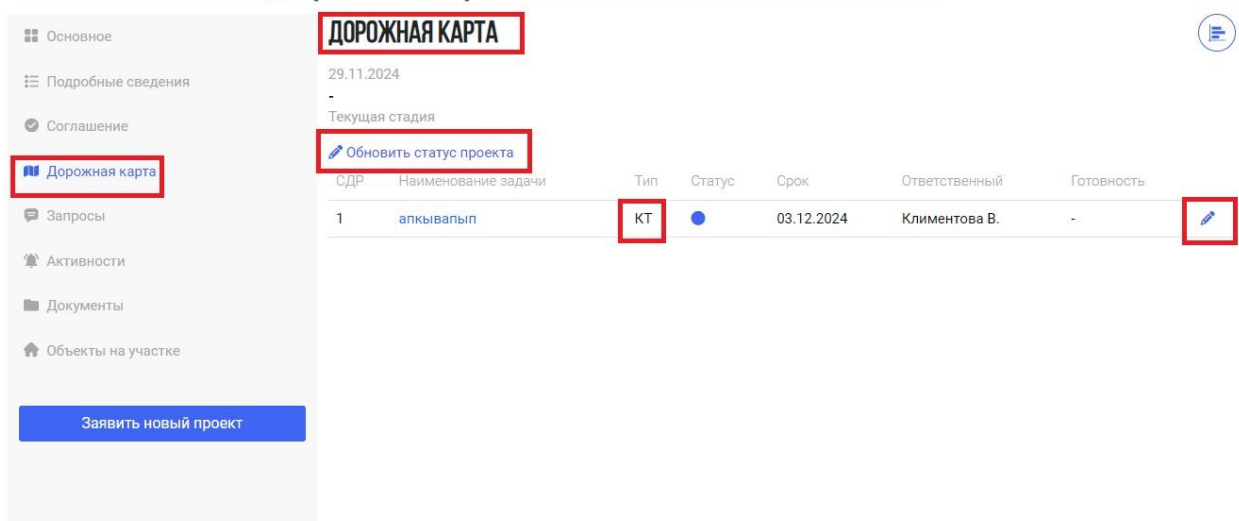 Основное
Подробные сведения
Соглашение
Дорожная карта
Запросы
Активности
Документы
Объекты на участке
Заявить новый проект
ДОРОЖНАЯ КАРТА
29.11.2024
-
Текущая стадия
Обновить статус проекта
СДР Наименование задачи Тип Статус Срок Ответственный Готовность
1 апкывапып КТ 03.12.2024 Климентова В. -